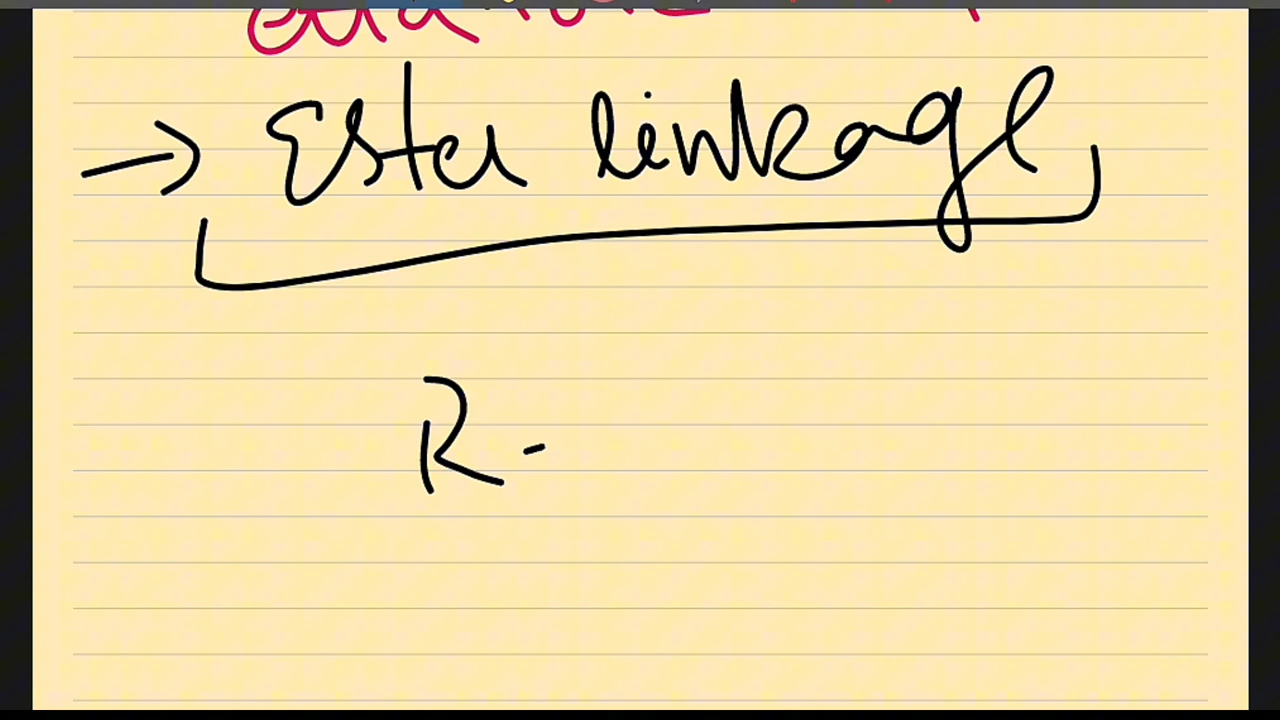 → Ester linkage
R -